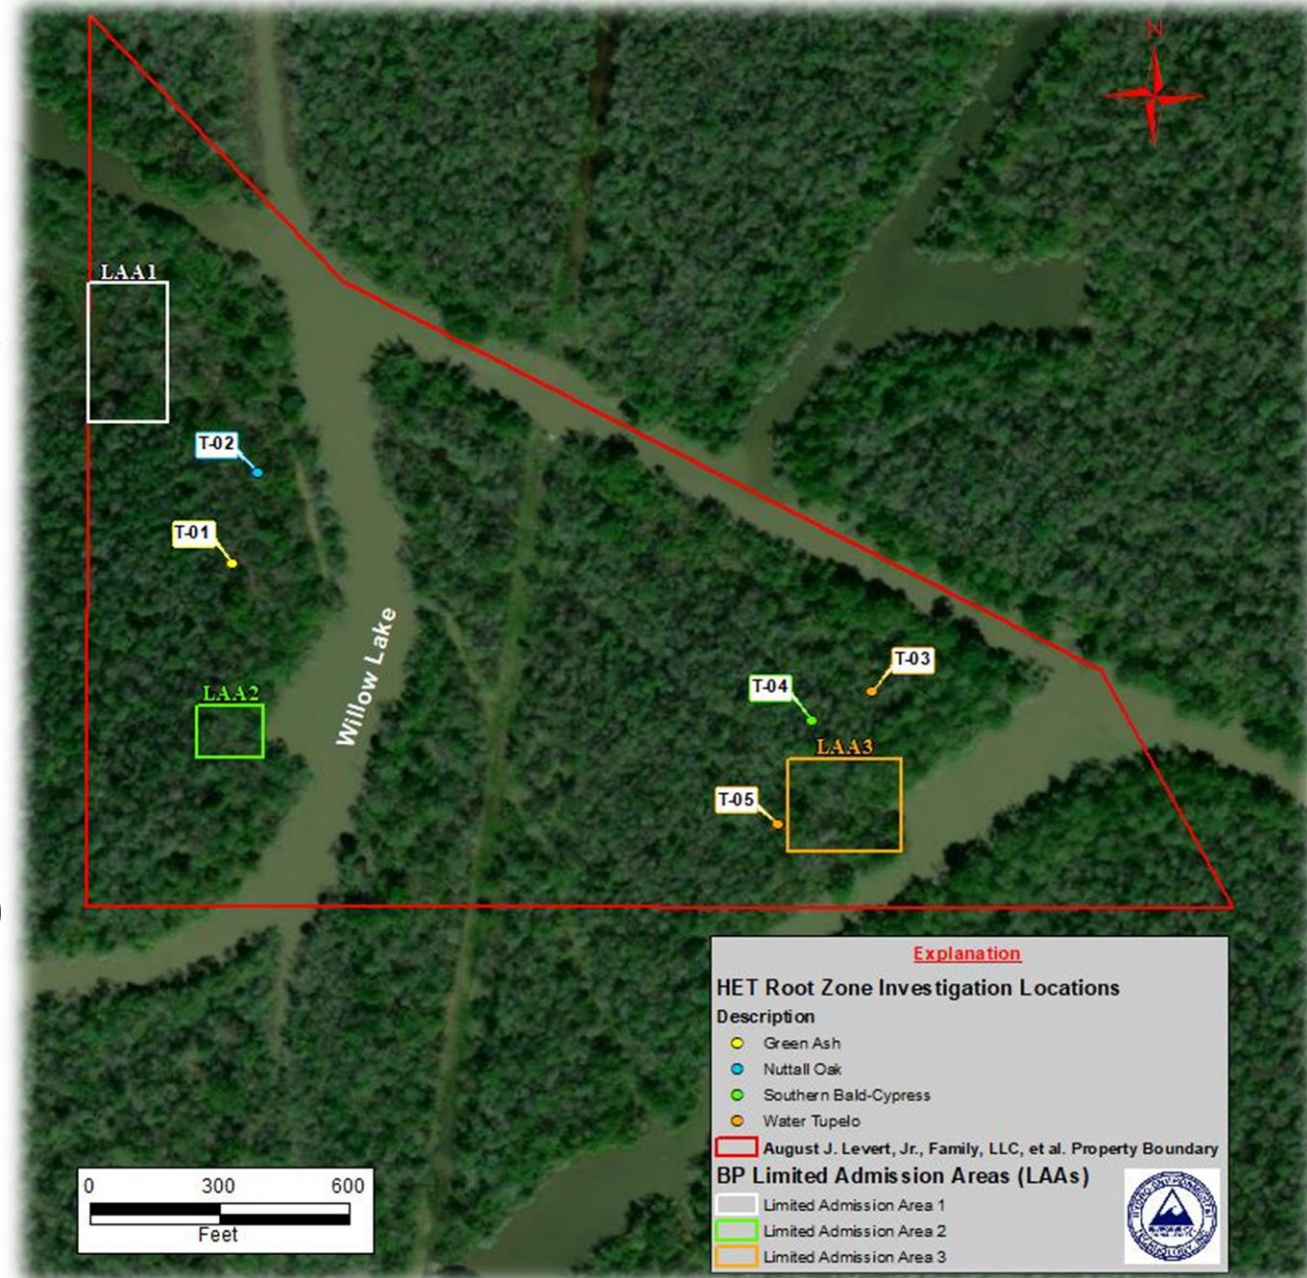 N
LAA1
T-02
T-01
Willow Lake
LAA2
T-03
T-04
LAA3
T-05
Explanation
HET Root Zone Investigation Locations
Description
Green Ash
Nuttall Oak
Southern Bald-Cypress
Water Tupelo
August J. Levert, Jr., Family, LLC, et al. Property Boundary
BP Limited Admission Areas (LAAs)
Limited Admission Area 1
Limited Admission Area 2
Limited Admission Area 3
0 300 600
Feet